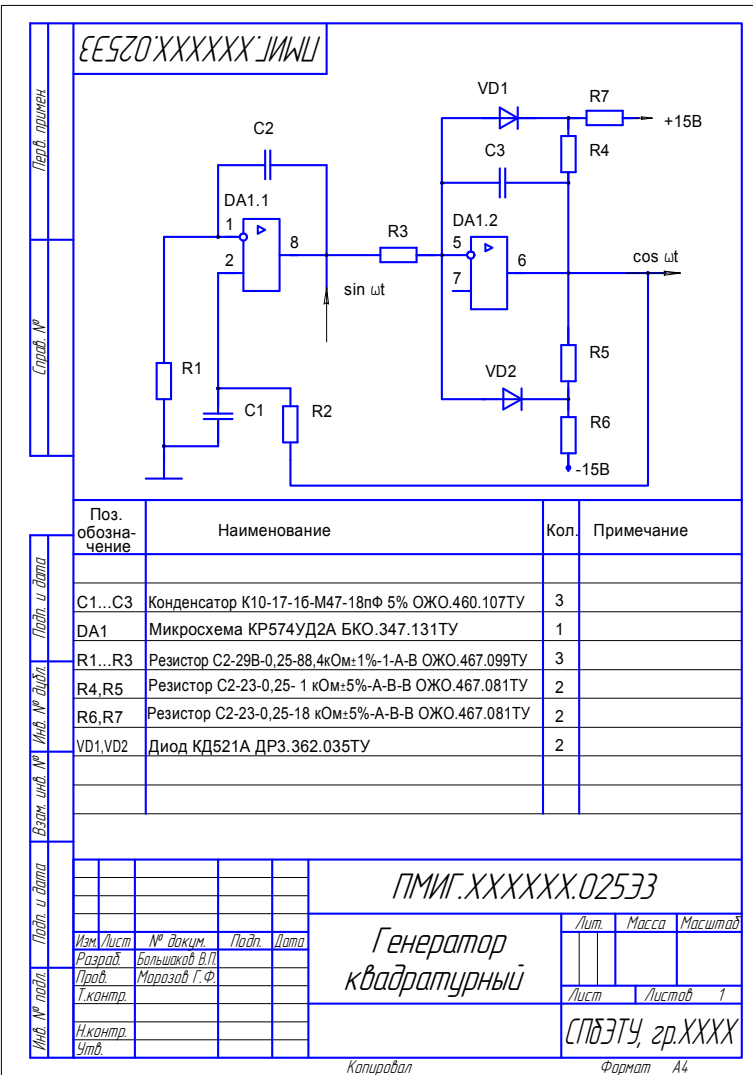 ПМИГ.XXXXXX.025Э3
Перв. примен.
Справ. №
VD1
R7
+15В
C2
C3
R4
DA1.1
DA1.2
1
2
8
R3
5
7
6
cos ωt
sin ωt
R1
C1
R2
VD2
R5
R6
-15В
Поз. обозна-чение
Наименование
Кол.
Примечание
C1...C3 Конденсатор К10-17-1б-М47-18пФ 5% ОЖО.460.107ТУ 3
DA1 Микросхема КР574УД2А БКО.347.131ТУ 1
R1...R3 Резистор С2-29В-0,25-88,4кОм±1%-1-А-В ОЖО.467.099ТУ 3
R4,R5 Резистор С2-23-0,25- 1 кОм±5%-А-В-В ОЖО.467.081ТУ 2
R6,R7 Резистор С2-23-0,25-18 кОм±5%-А-В-В ОЖО.467.081ТУ 2
VD1,VD2 Диод КД521А ДР3.362.035ТУ 2
Подп. и дата
Инв. № дубл.
Взам. инв. №
Подп. и дата
Инв. № подл.
ПМИГ.XXXXXX.025Э3
Изм. Лист № докум. Подп. Дата
Разраб. Большаков В.П.
Пров. Морозов Г.Ф.
Т.контр.
Н.контр.
Утв.
Генератор
квадратурный
Лит. Масса Масштаб
Лист Листов 1
СПбЭТУ, гр.XXXX
Копировал Формат А4